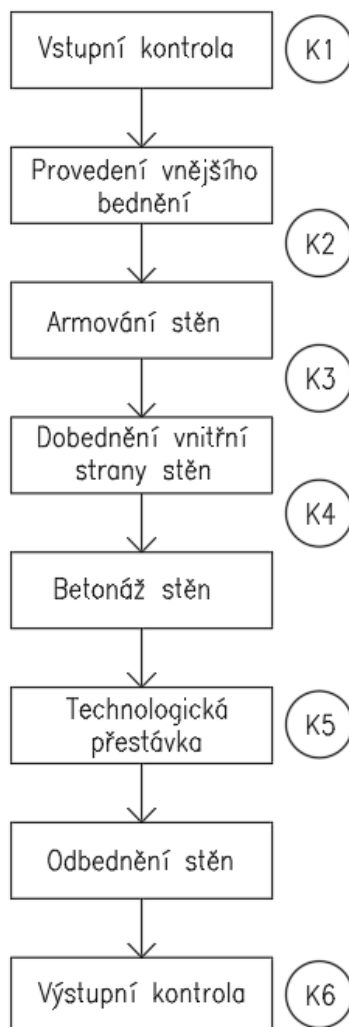 Vstupní kontrola
K1
Provedení vnějšího
bednění
K2
Armování stěn
K3
Dobednění vnitřní
strany stěn
K4
Betonáž stěn
Technologická
přestávka
K5
Odbednění stěn
Výstupní kontrola
K6